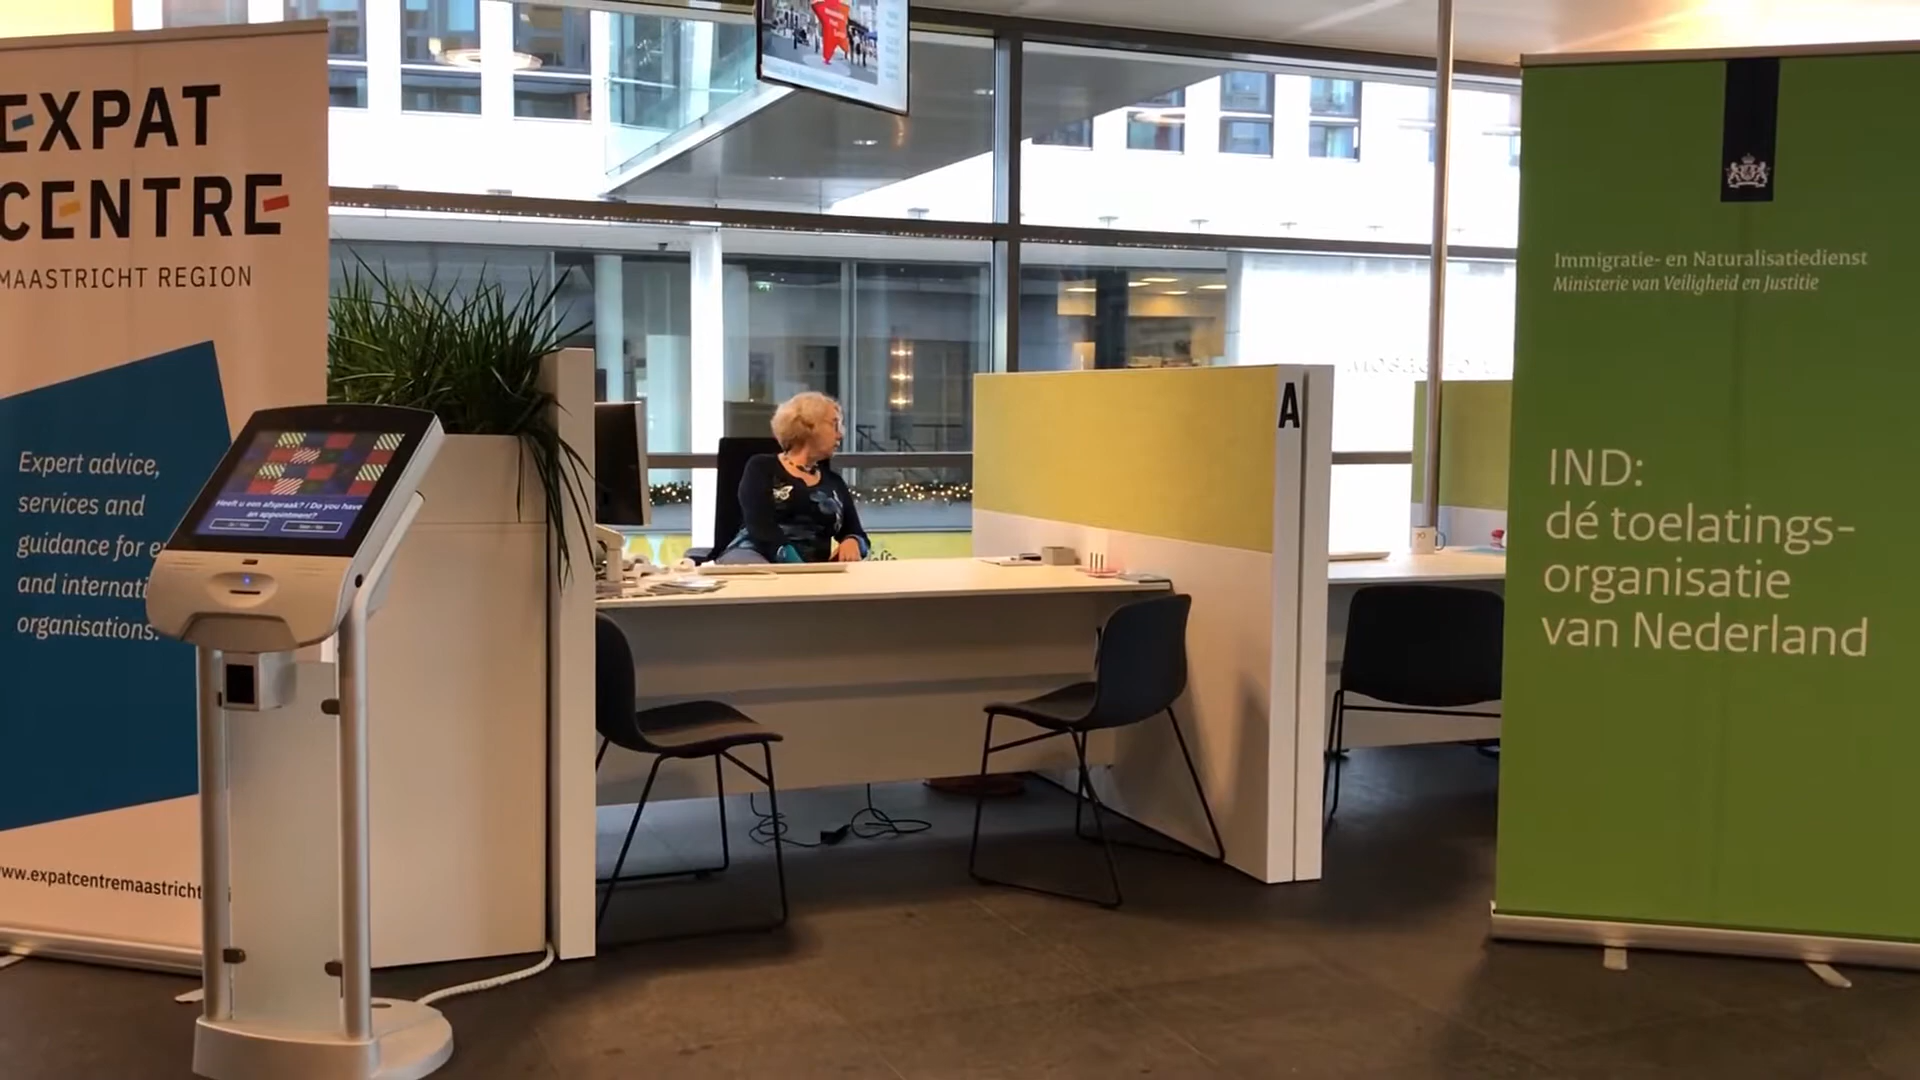 EXPAT
CENTRE
MAASTRICHT REGION
Expert advice,
services and
guidance for
and
organisations.
www.expatcentremaastricht
Heeft u een afspraak? / Do you have
an appointment?
A
Immigratie- en Naturalisatiedienst
Ministerie van Veiligheid en Justitie
IND:
dé toelatings-
organisatie
van Nederland